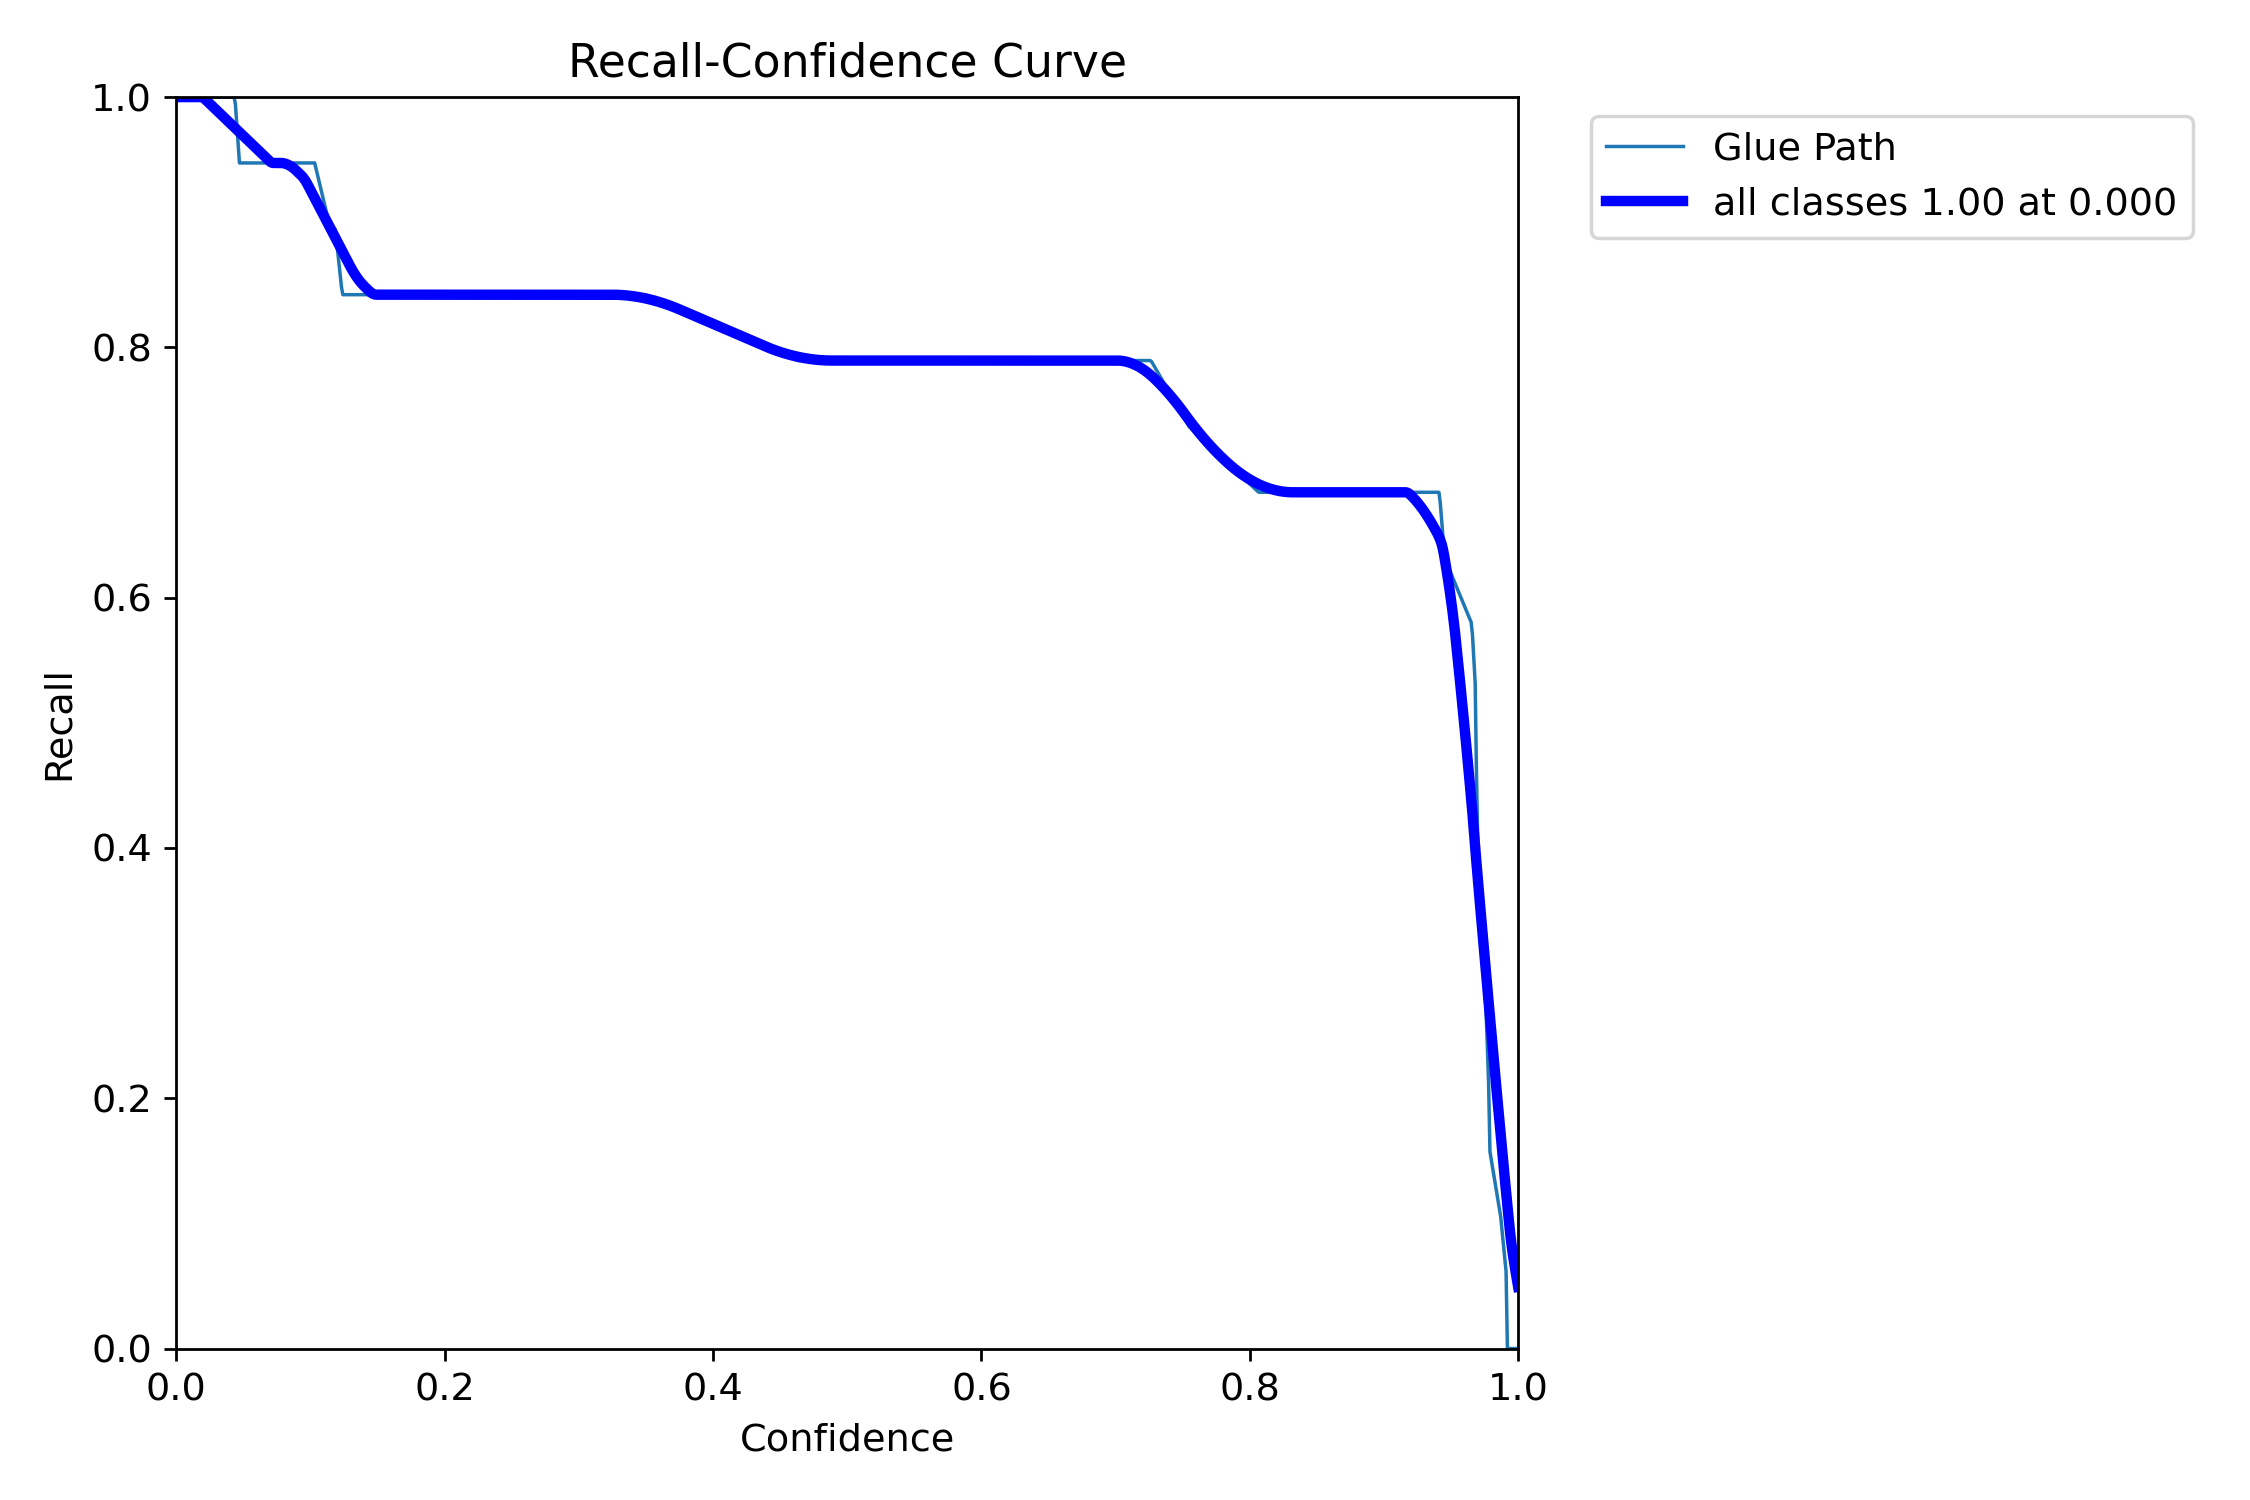 Recall-Confidence Curve
1.0
0.8
0.6
0.4
0.2
0.0
Recall
0.0 0.2 0.4 0.6 0.8 1.0
Confidence
Glue Path
all classes 1.00 at 0.000